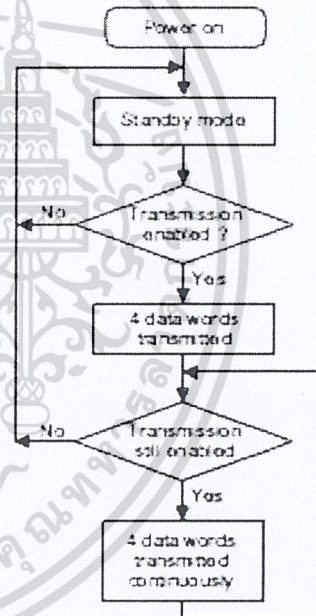 Power on
Standby mode
Transmission
enabled ?
No
Yes
4 data words
transmitted
Transmission
still enabled
No
Yes
4 data words
transmitted
continuously